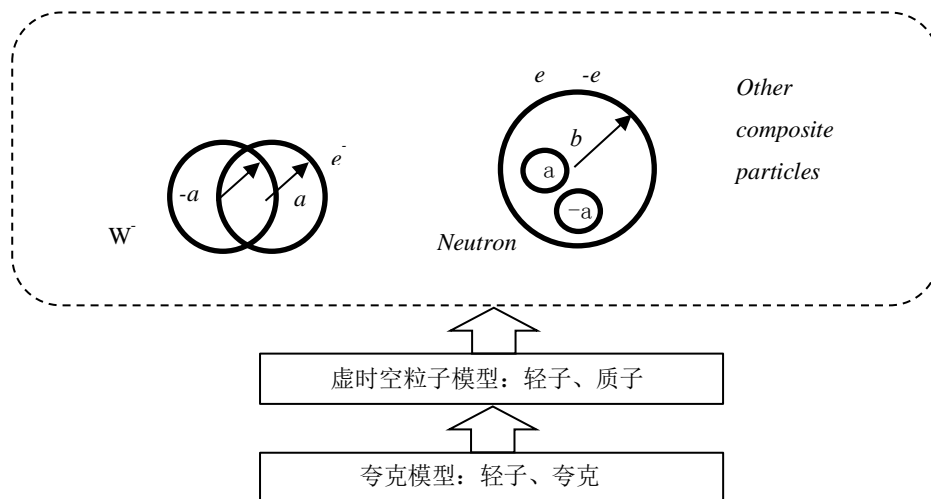 e -e
Other
composite
particles
b
e⁻
a
-a
a
−a
W⁻
Neutron
虚时空粒子模型：轻子、质子
夸克模型：轻子、夸克